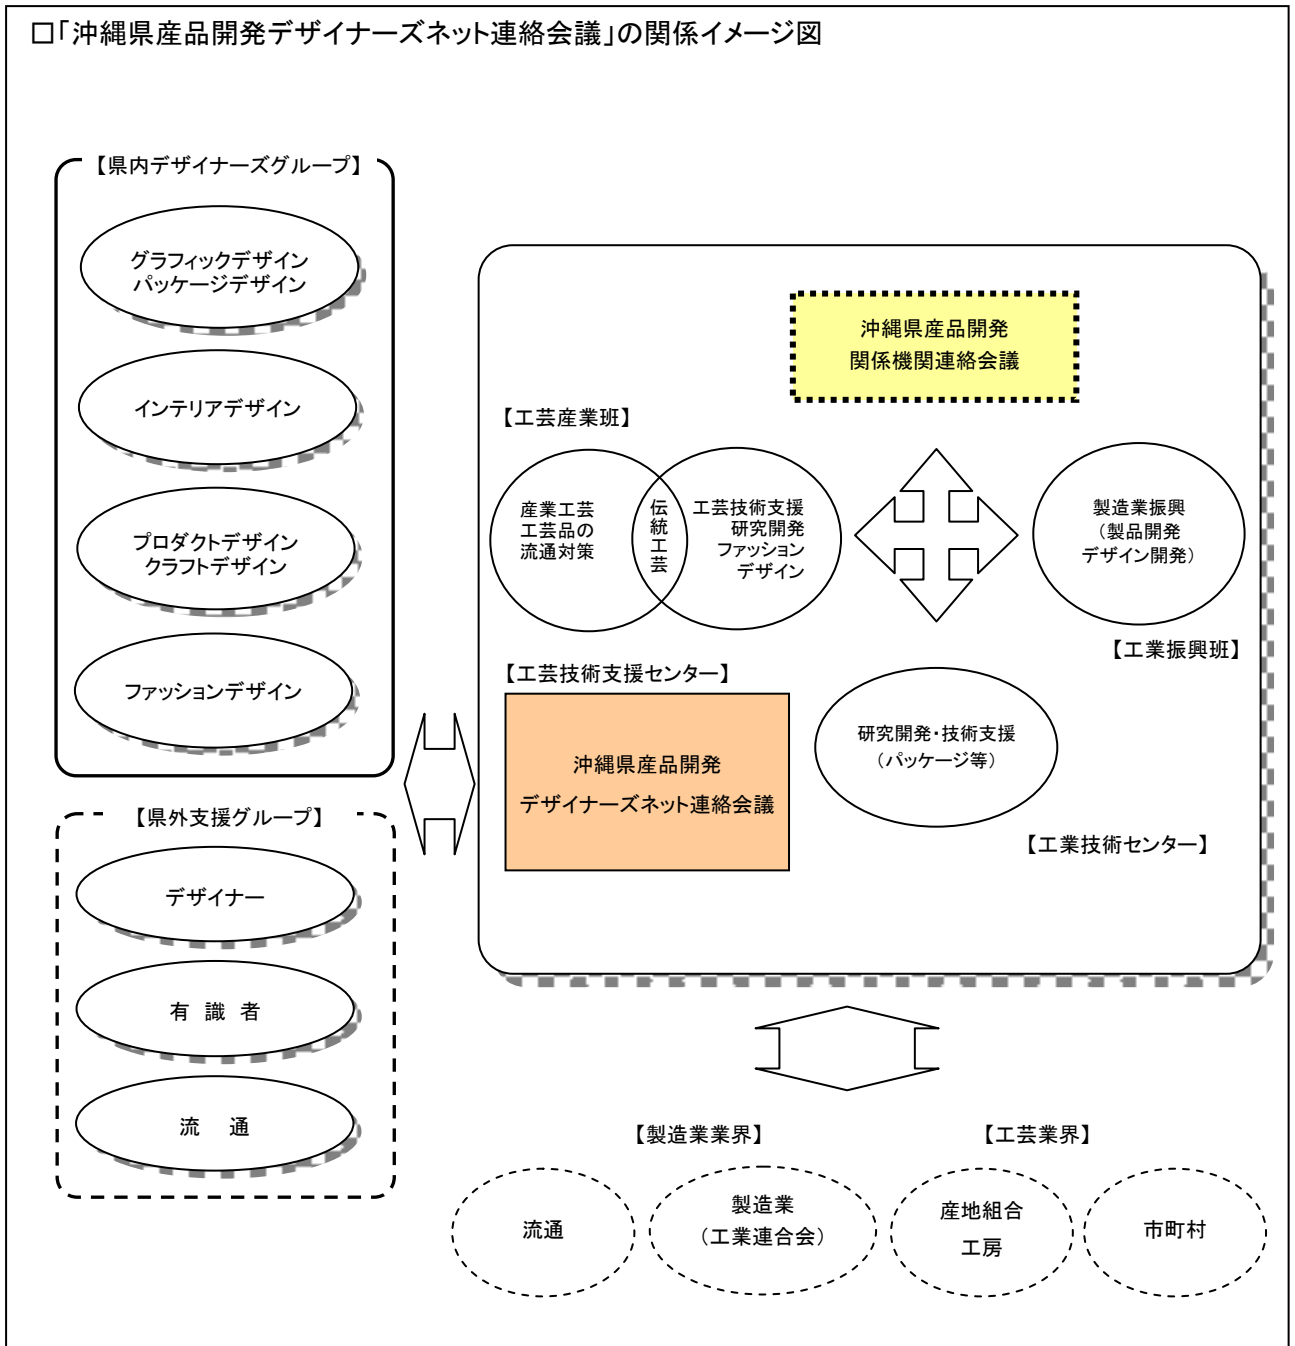 □「沖縄県産品開発デザイナーズネット連絡会議」の関係イメージ図
【県内デザイナーズグループ】
グラフィックデザイン
パッケージデザイン
インテリアデザイン
プロダクトデザイン
クラフトデザイン
ファッションデザイン
【県外支援グループ】
デザイナー
有 識 者
流 通
沖縄県産品開発
関係機関連絡会議
【工芸産業班】
産業工芸
工芸品の
流通対策
伝統工芸
工芸技術支援
研究開発
ファッション
デザイン
製造業振興
（製品開発
デザイン開発）
【工業振興班】
【工芸技術支援センター】
沖縄県産品開発
デザイナーズネット連絡会議
研究開発・技術支援
（パッケージ等）
【工業技術センター】
【製造業業界】
【工芸業界】
流通
製造業
（工業連合会）
産地組合
工房
市町村